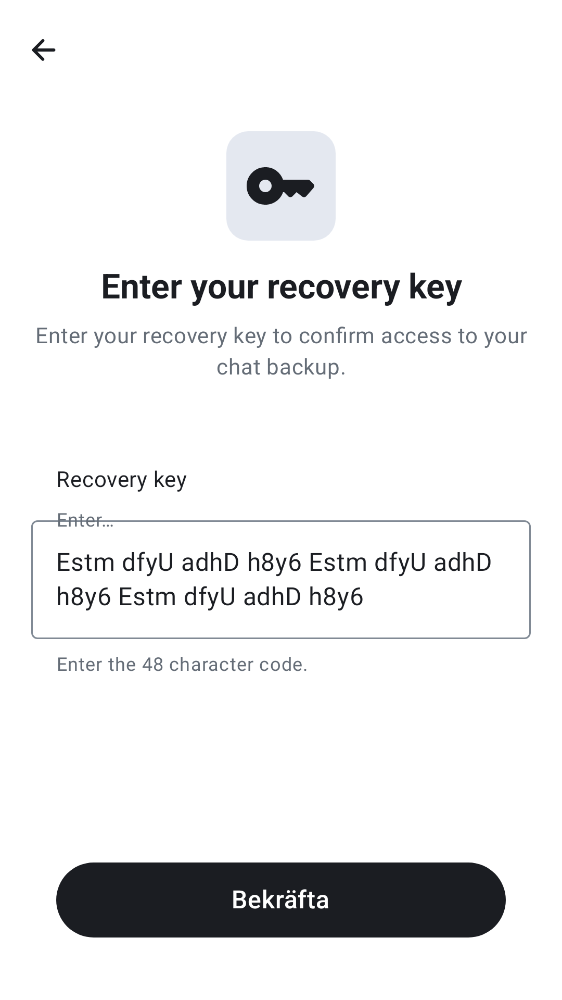 Enter your recovery key
Enter your recovery key to confirm access to your
chat backup.
Recovery key
Enter…
Estm dfyU adhD h8y6 Estm dfyU adhD
h8y6 Estm dfyU adhD h8y6
Enter the 48 character code.
Bekräfta